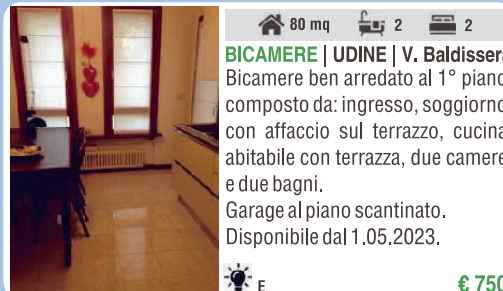 80 mq 2 2
BICAMERE | UDINE | V. Baldissera
Bicamere ben arredato al 1° piano
composto da: ingresso, soggiorno
con affaccio sul terrazzo, cucina
abitabile con terrazza, due camere
e due bagni.
Garage al piano scantinato.
Disponibile dal 1.05.2023.
E € 750